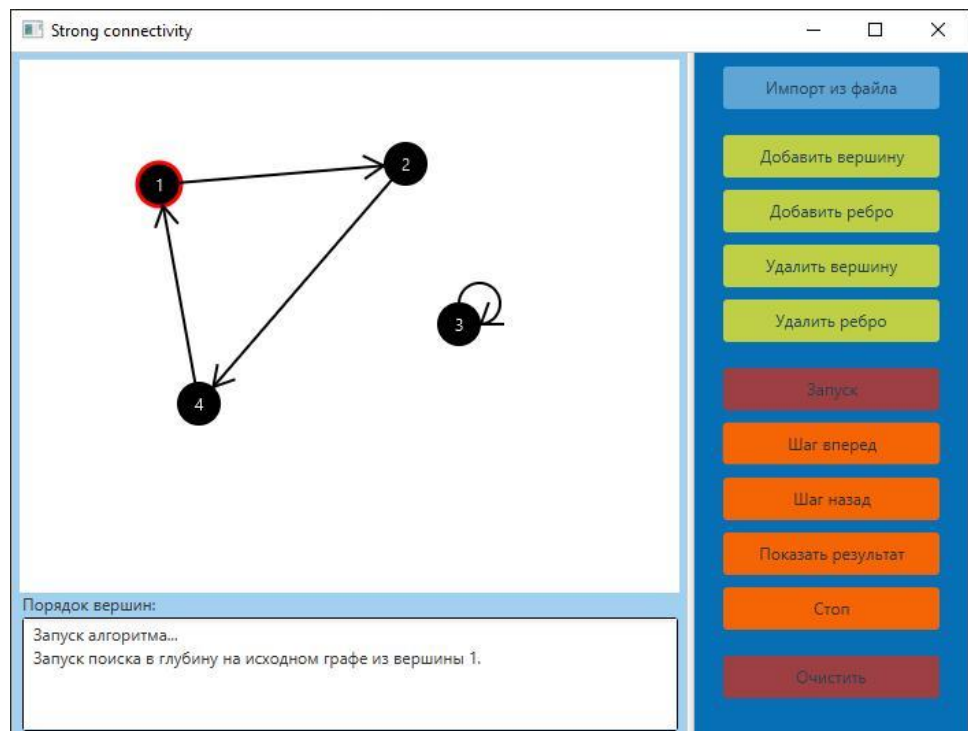 Strong connectivity
1
2
3
4
Порядок вершин:
Запуск алгоритма...
Запуск поиска в глубину на исходном графе из вершины 1.
Импорт из файла
Добавить вершину
Добавить ребро
Удалить вершину
Удалить ребро
Запуск
Шаг вперед
Шаг назад
Показать результат
Стоп
Очистить